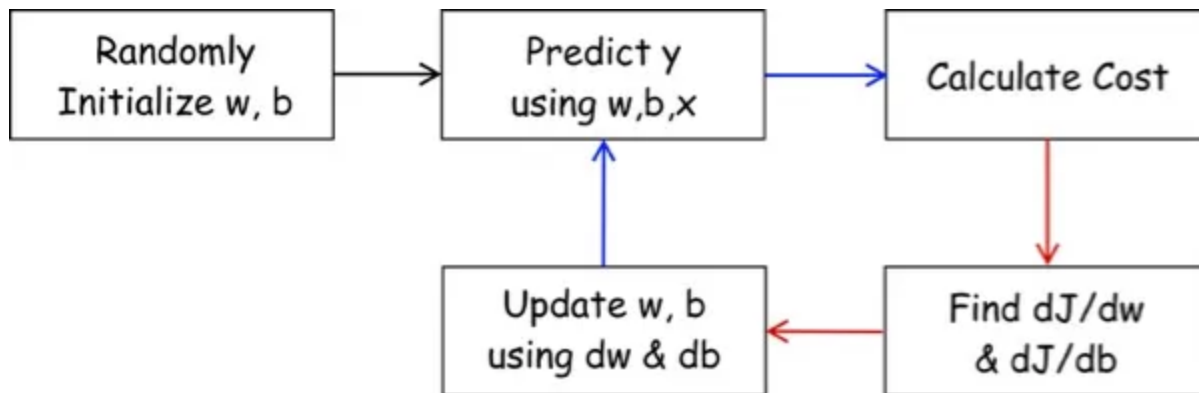 Randomly
Initialize w, b
Predict y
using w,b,x
Calculate Cost
Update w, b
using dw & db
Find dJ/dw
& dJ/db